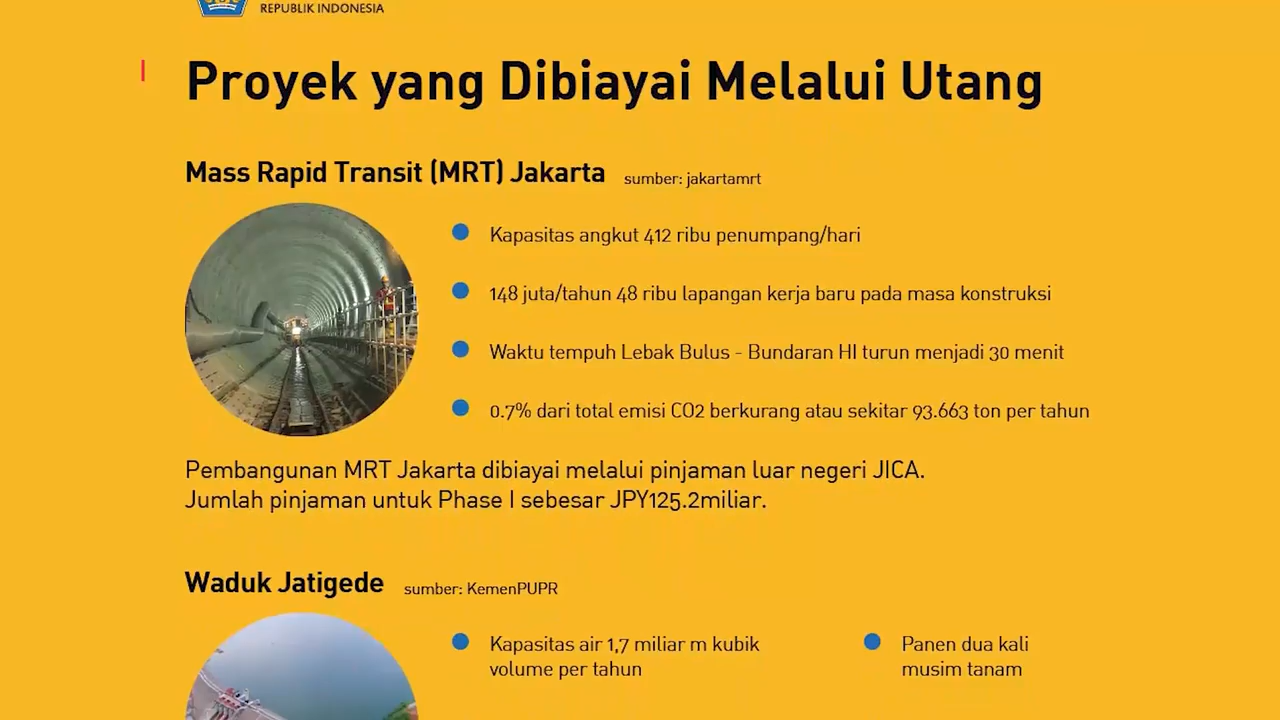 REPUBLIK INDONESIA
Proyek yang Dibiayai Melalui Utang
Mass Rapid Transit (MRT) Jakarta sumber: jakartamrt
Kapasitas angkut 412 ribu penumpang/hari
148 juta/tahun 48 ribu lapangan kerja baru pada masa konstruksi
Waktu tempuh Lebak Bulus - Bundaran HI turun menjadi 30 menit
0.7% dari total emisi CO2 berkurang atau sekitar 93.663 ton per tahun
Pembangunan MRT Jakarta dibiayai melalui pinjaman luar negeri JICA.
Jumlah pinjaman untuk Phase I sebesar JPY125.2miliar.
Waduk Jatigede sumber: KemenPUPR
Kapasitas air 1,7 miliar m kubik
volume per tahun
Panen dua kali
musim tanam